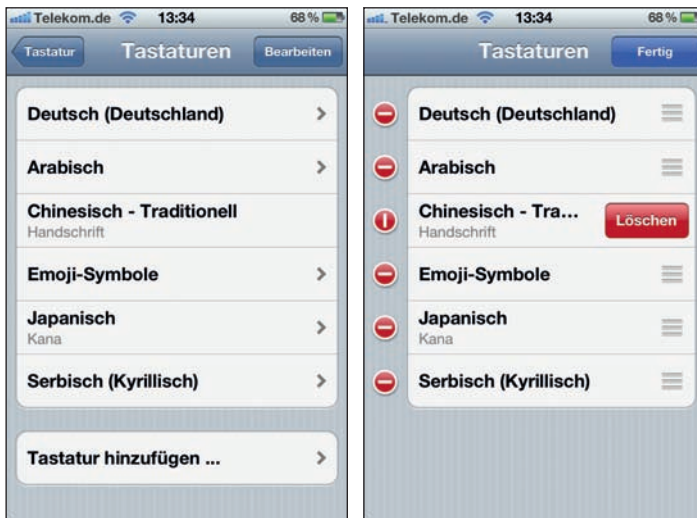 Telekom.de 13:34 68 %
Tastatur Tastaturen Bearbeiten
Deutsch (Deutschland)
Arabisch
Chinesisch - Traditionell
Handschrift
Emoji-Symbole
Japanisch
Kana
Serbisch (Kyrillisch)
Tastatur hinzufügen ...
Telekom.de 13:34 68 %
Tastaturen Fertig
Deutsch (Deutschland)
Arabisch
Chinesisch - Tra... Löschen
Handschrift
Emoji-Symbole
Japanisch
Kana
Serbisch (Kyrillisch)